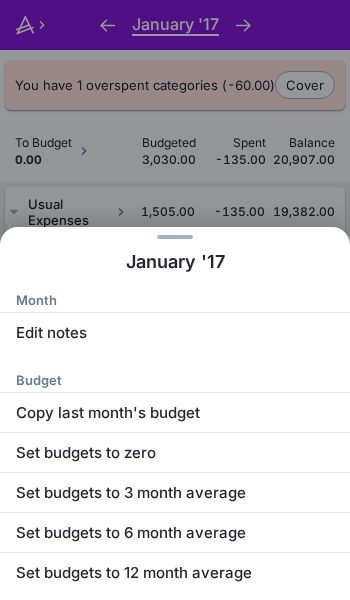 January '17
You have 1 overspent categories (-60.00) Cover
To Budget Budgeted Spent Balance
0.00 3,030.00 -135.00 20,907.00
Usual Expenses 1,505.00 -135.00 19,382.00
January '17
Month
Edit notes
Budget
Copy last month's budget
Set budgets to zero
Set budgets to 3 month average
Set budgets to 6 month average
Set budgets to 12 month average